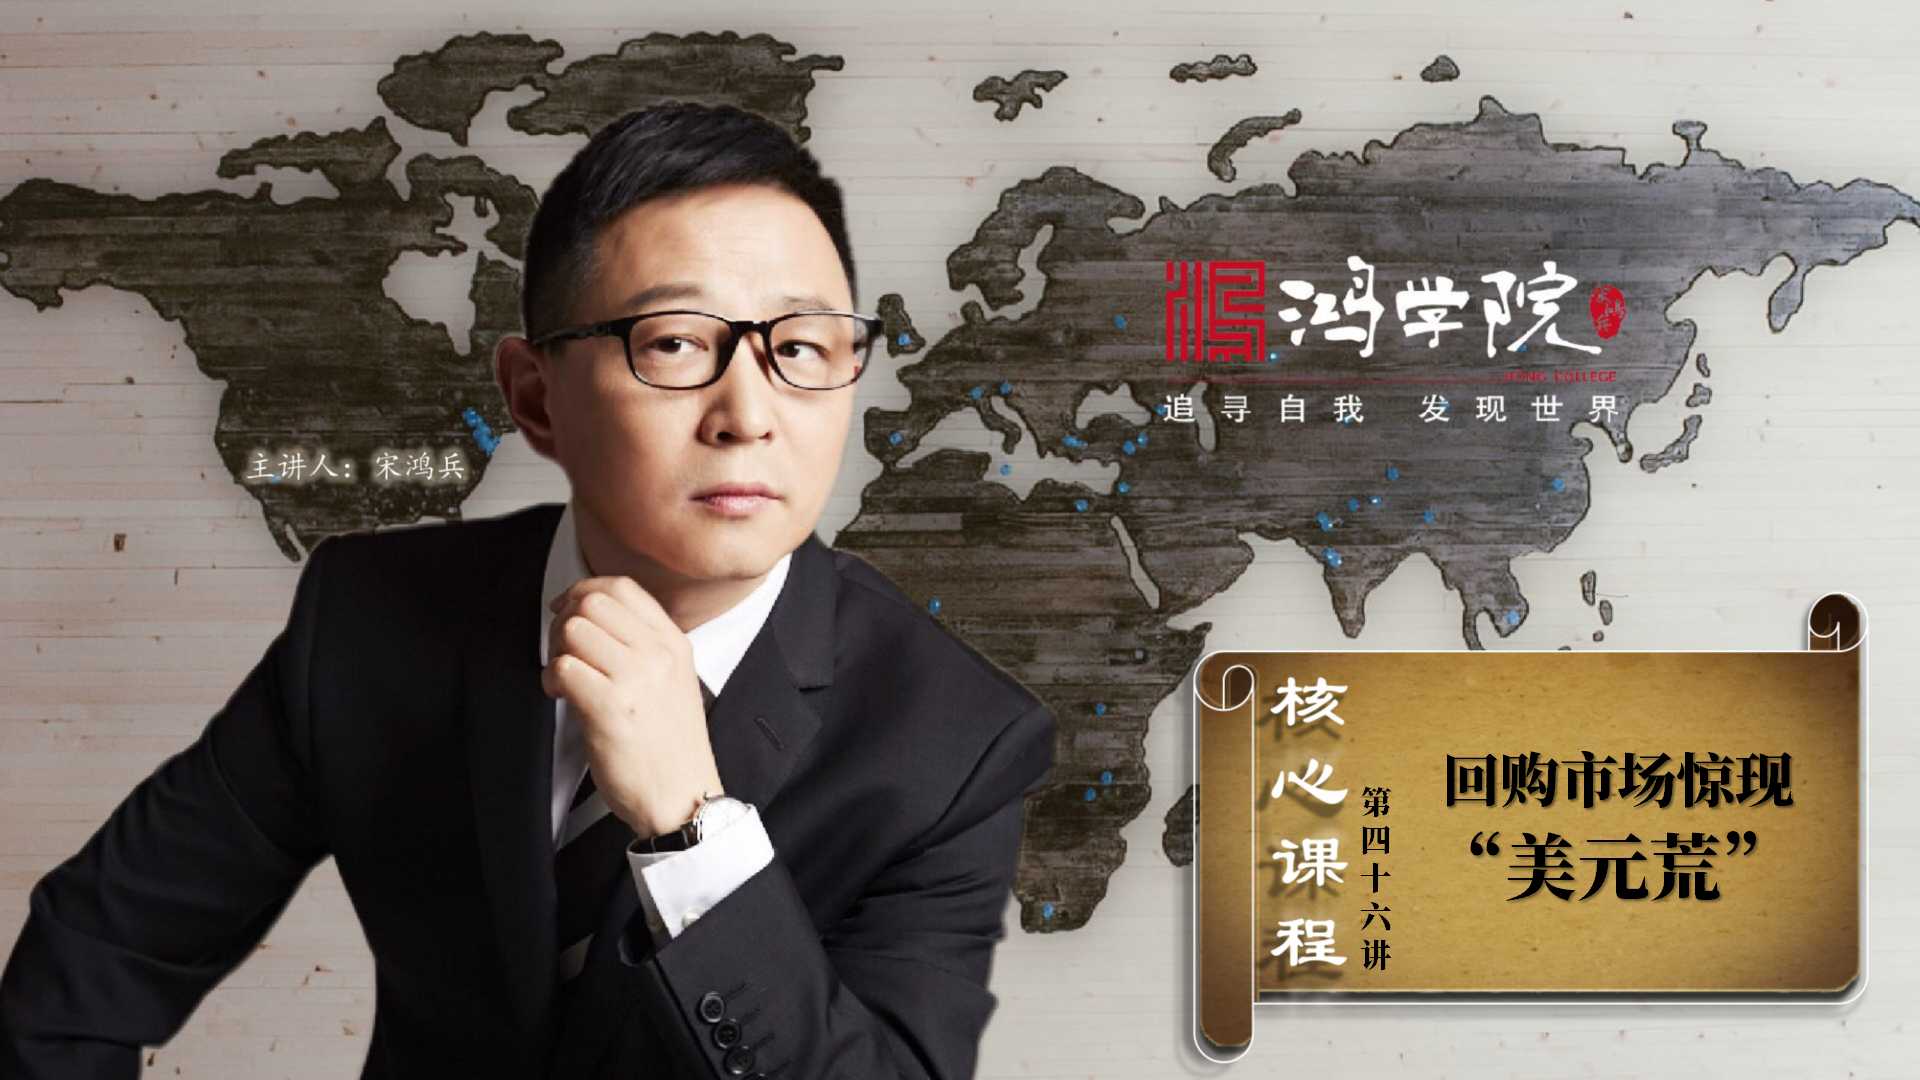 鸿学院
HONG COLLEGE
追寻自我 发现世界
主讲人：宋鸿兵
核心课程
第四十六讲
回购市场惊现
“美元荒”